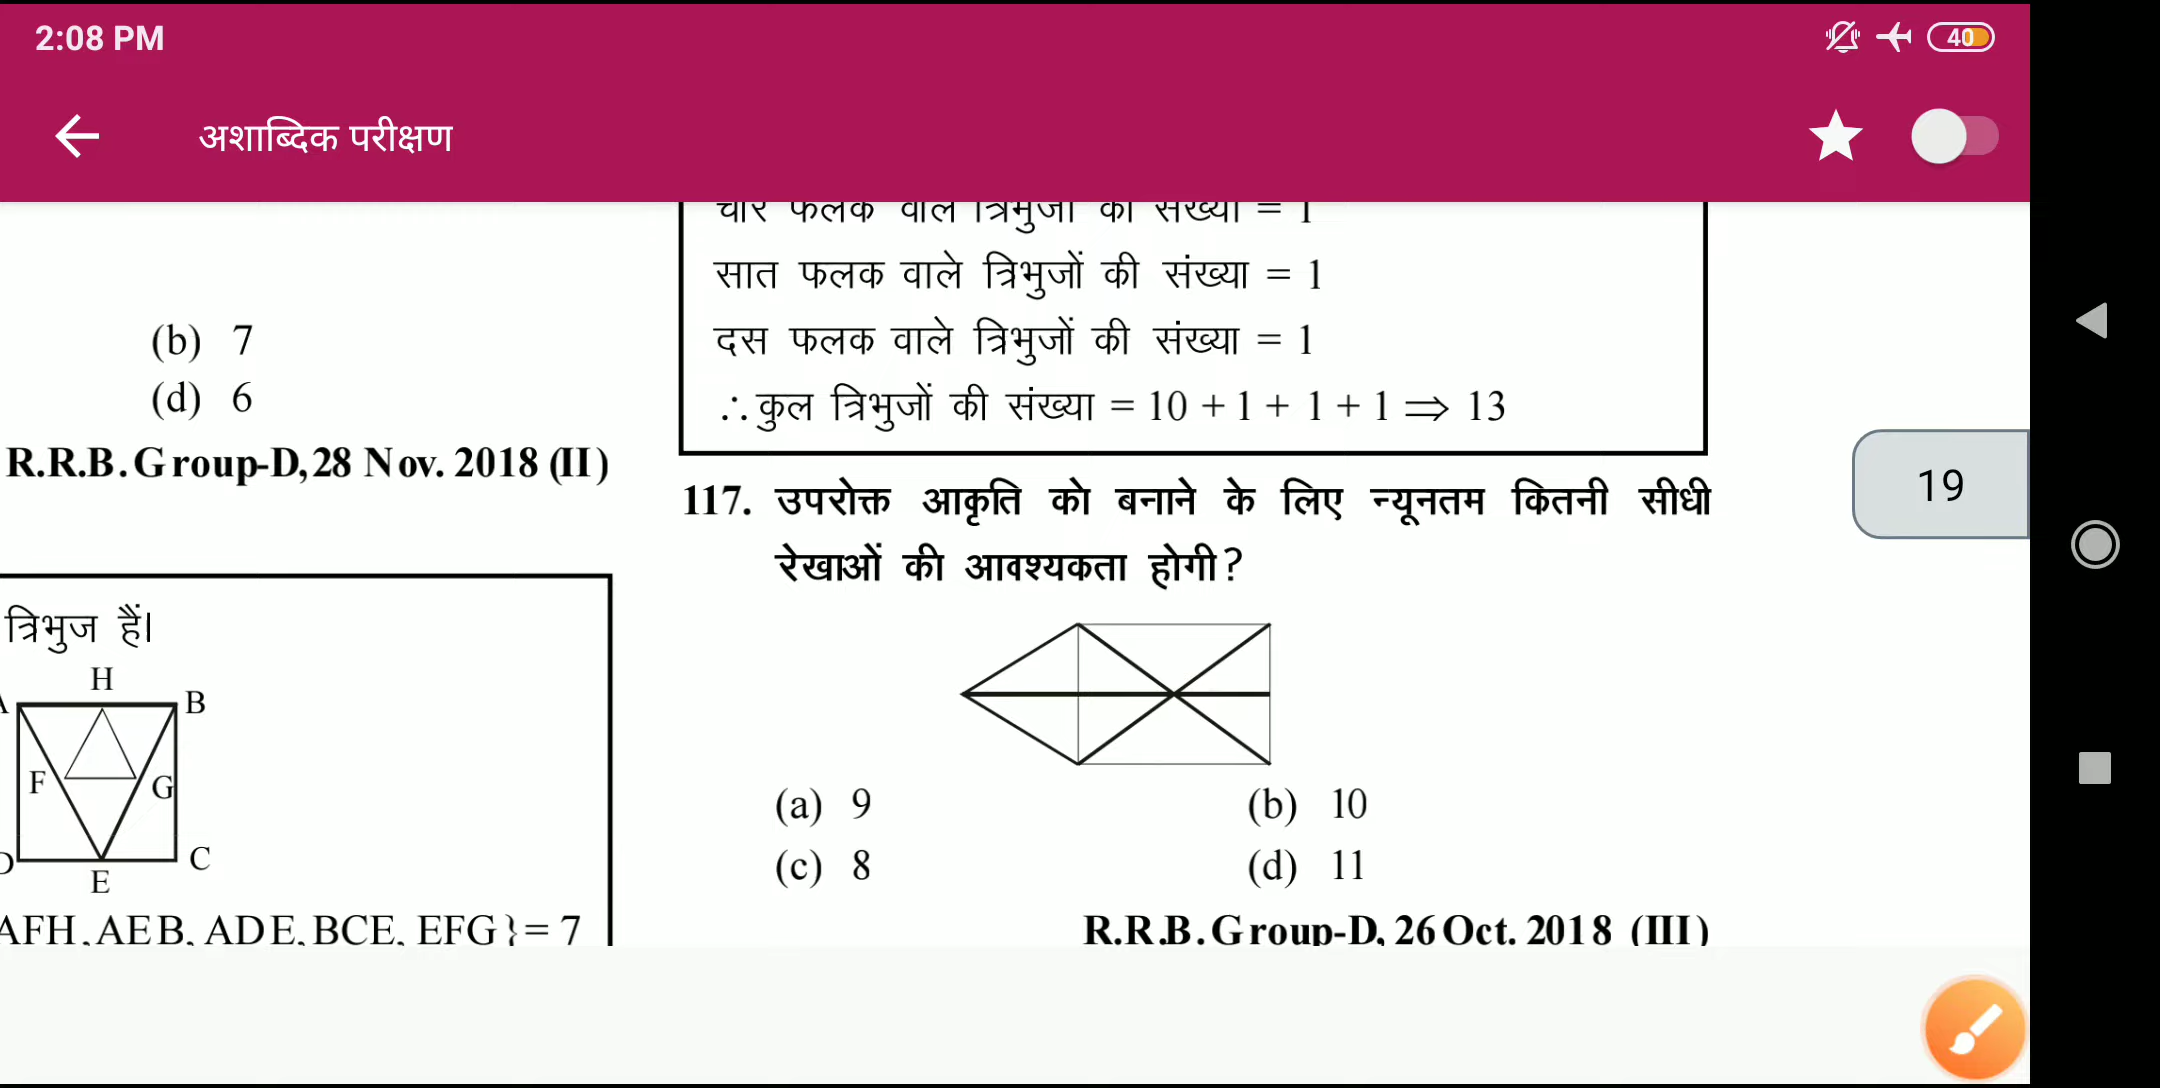 2:08 PM
40
अशाब्दिक परीक्षण
(b) 7
(d) 6
R.R.B. Group-D, 28 Nov. 2018 (II)
त्रिभुज हैं।
H
A B
F G
D C
E
AFH, AEB, ADE, BCE, EFG } = 7
चार फलक वाले त्रिभुजों की संख्या = 1
सात फलक वाले त्रिभुजों की संख्या = 1
दस फलक वाले त्रिभुजों की संख्या = 1
∴ कुल त्रिभुजों की संख्या = 10 + 1 + 1 + 1 ⇒ 13
117. उपरोक्त आकृति को बनाने के लिए न्यूनतम कितनी सीधी
रेखाओं की आवश्यकता होगी?
(a) 9 (b) 10
(c) 8 (d) 11
R.R.B. Group-D, 26 Oct. 2018 (III)
19